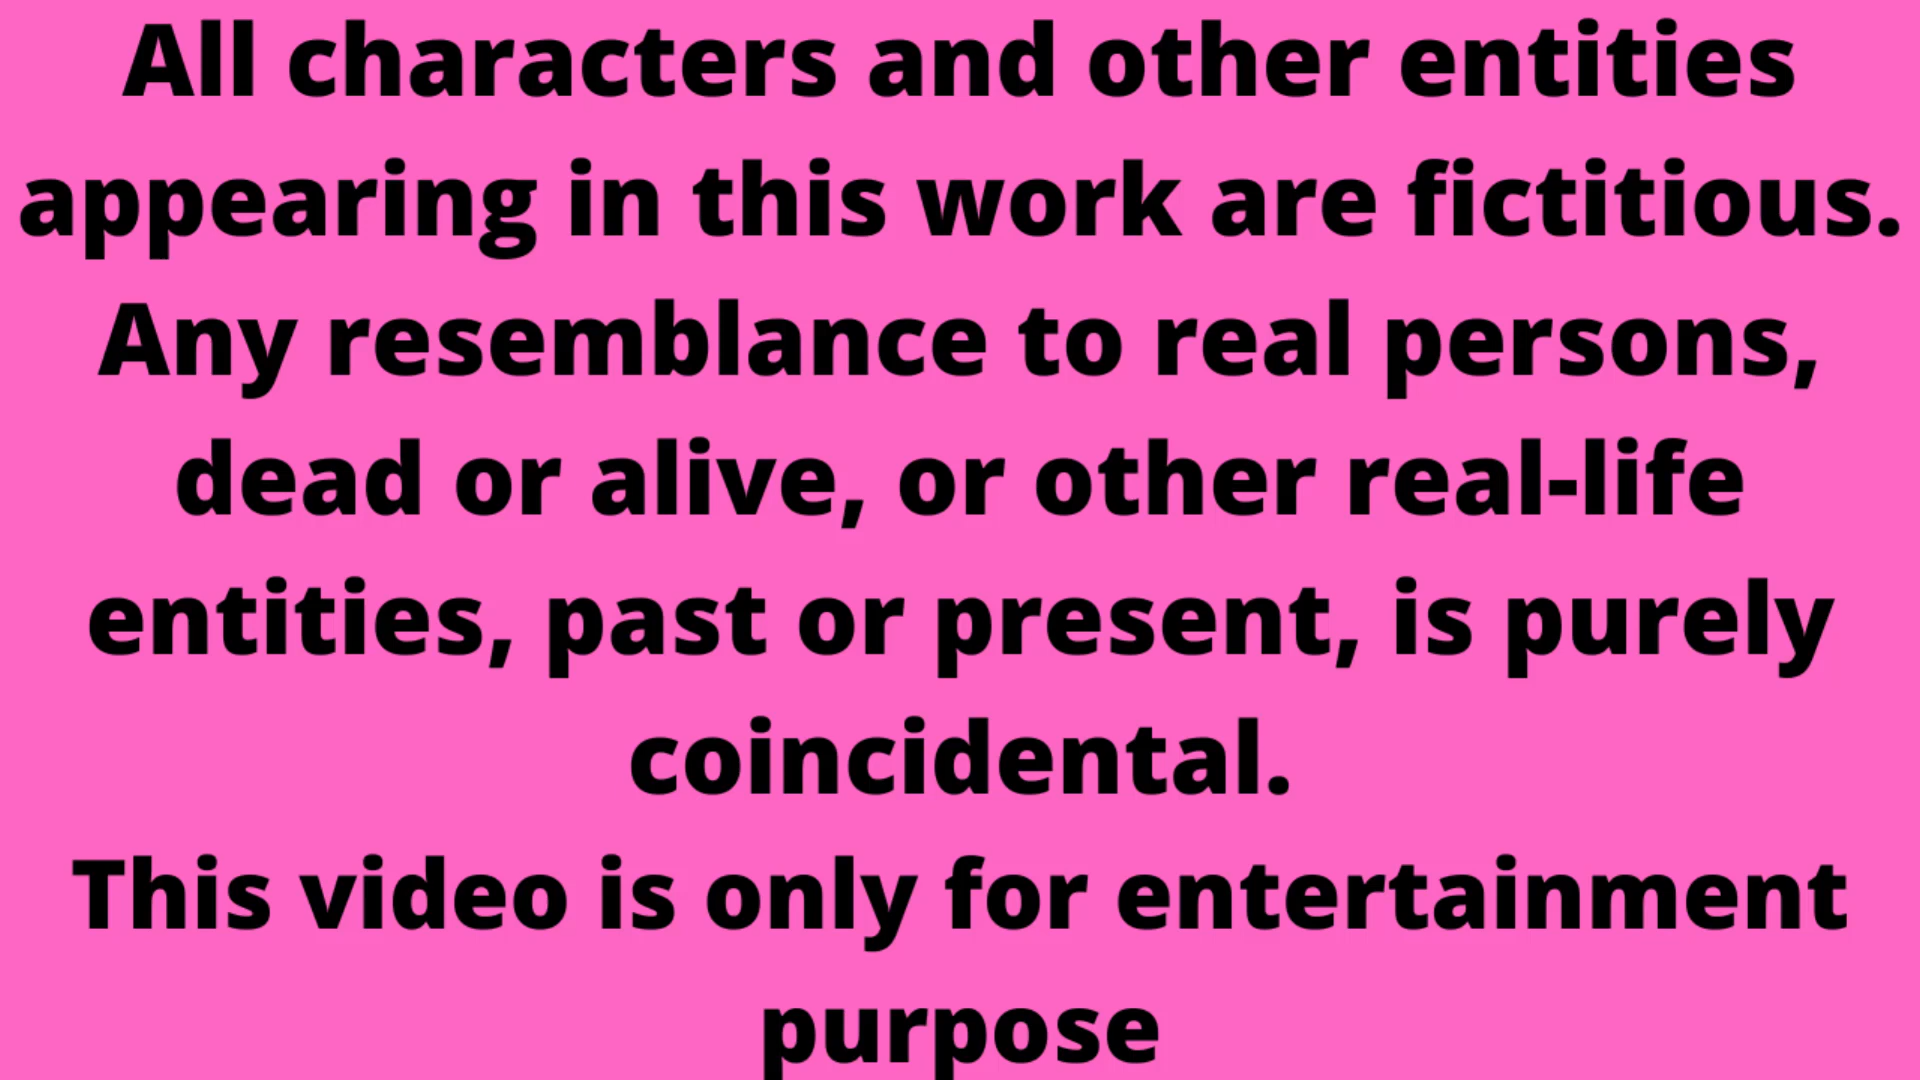 All characters and other entities
appearing in this work are fictitious.
Any resemblance to real persons,
dead or alive, or other real-life
entities, past or present, is purely
coincidental.
This video is only for entertainment
purpose